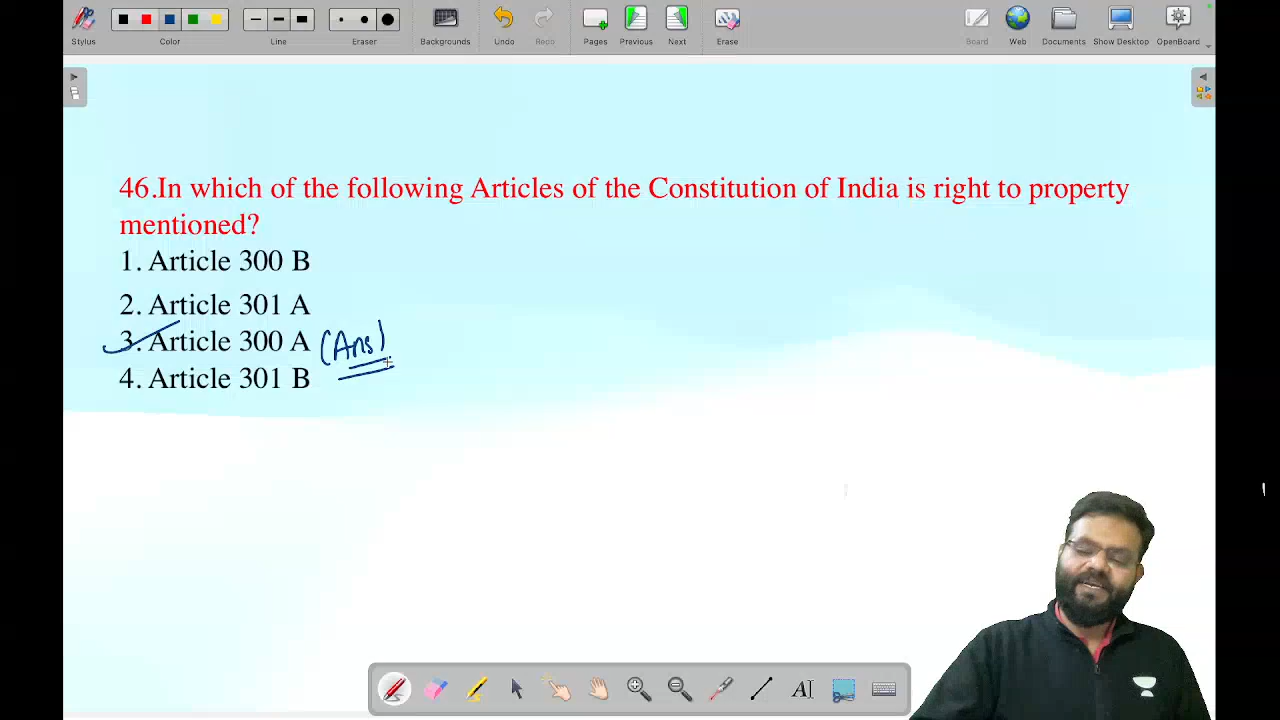 Stylus
Color
Line
Eraser
Backgrounds
Undo
Redo
Pages
Previous
Next
Erase
Board
Web
Documents
Show Desktop
OpenBoard
46.In which of the following Articles of the Constitution of India is right to property
mentioned?
1. Article 300 B
2. Article 301 A
3. Article 300 A (Ans)
4. Article 301 B